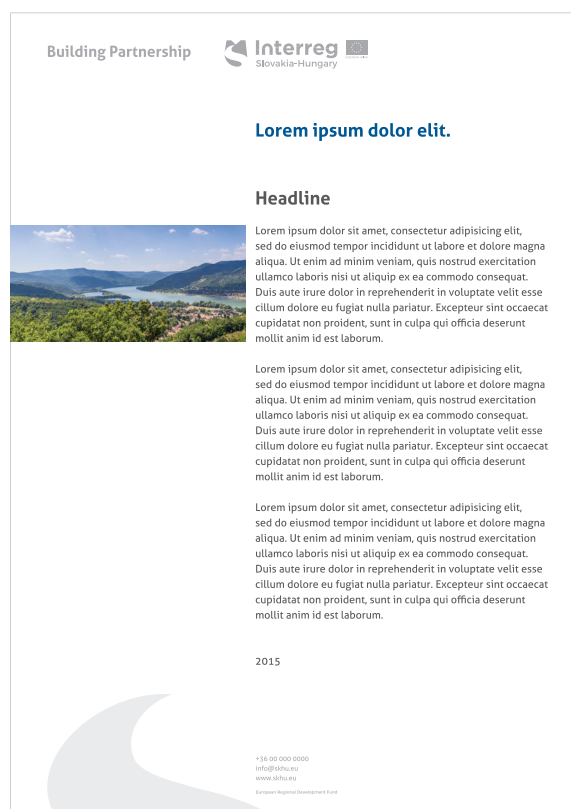 Building Partnership
Interreg
Slovakia-Hungary
Lorem ipsum dolor elit.
Headline
Lorem ipsum dolor sit amet, consectetur adipisicing elit,
sed do eiusmod tempor incididunt ut labore et dolore magna
aliqua. Ut enim ad minim veniam, quis nostrud exercitation
ullamco laboris nisi ut aliquip ex ea commodo consequat.
Duis aute irure dolor in reprehenderit in voluptate velit esse
cillum dolore eu fugiat nulla pariatur. Excepteur sint occaecat
cupidatat non proident, sunt in culpa qui officia deserunt
mollit anim id est laborum.
Lorem ipsum dolor sit amet, consectetur adipisicing elit,
sed do eiusmod tempor incididunt ut labore et dolore magna
aliqua. Ut enim ad minim veniam, quis nostrud exercitation
ullamco laboris nisi ut aliquip ex ea commodo consequat.
Duis aute irure dolor in reprehenderit in voluptate velit esse
cillum dolore eu fugiat nulla pariatur. Excepteur sint occaecat
cupidatat non proident, sunt in culpa qui officia deserunt
mollit anim id est laborum.
Lorem ipsum dolor sit amet, consectetur adipisicing elit,
sed do eiusmod tempor incididunt ut labore et dolore magna
aliqua. Ut enim ad minim veniam, quis nostrud exercitation
ullamco laboris nisi ut aliquip ex ea commodo consequat.
Duis aute irure dolor in reprehenderit in voluptate velit esse
cillum dolore eu fugiat nulla pariatur. Excepteur sint occaecat
cupidatat non proident, sunt in culpa qui officia deserunt
mollit anim id est laborum.
2015
+36 00 000 0000
info@skhu.eu
www.skhu.eu
European Regional Development Fund